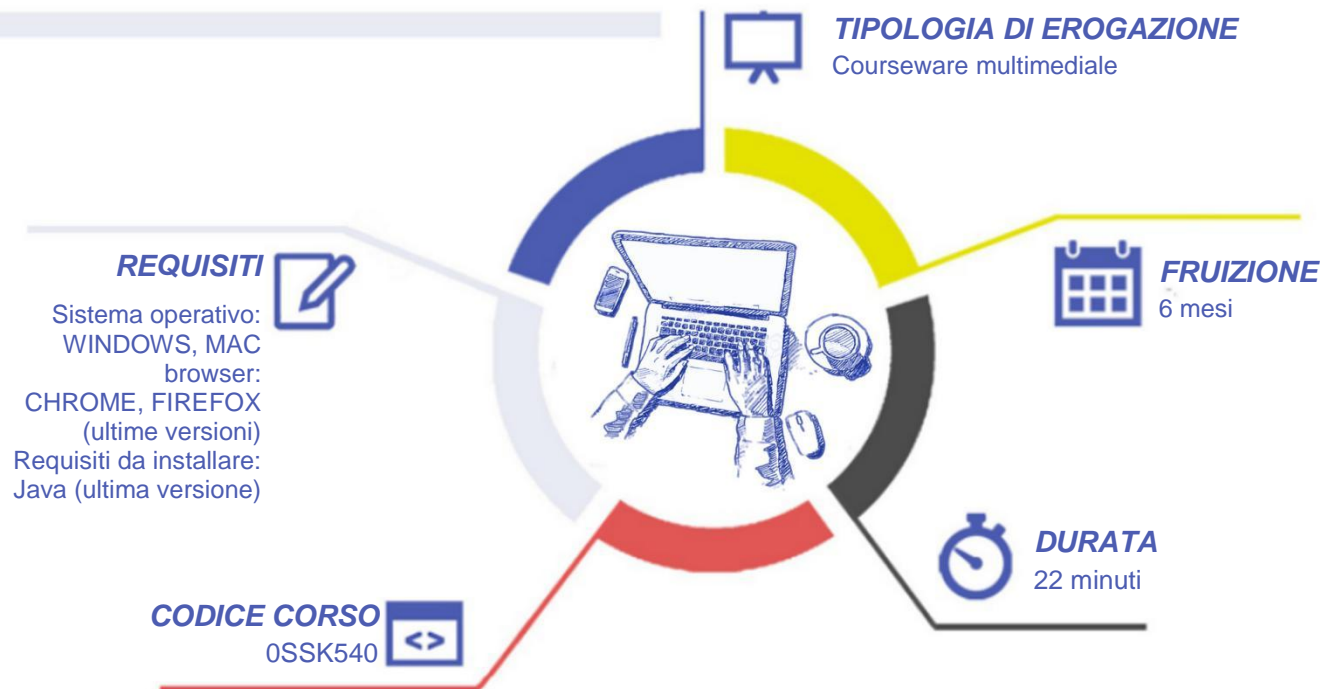 TIPOLOGIA DI EROGAZIONE
Courseware multimediale
REQUISITI
Sistema operativo:
WINDOWS, MAC
browser:
CHROME, FIREFOX
(ultime versioni)
Requisiti da installare:
Java (ultima versione)
FRUIZIONE
6 mesi
DURATA
22 minuti
CODICE CORSO
0SSK540